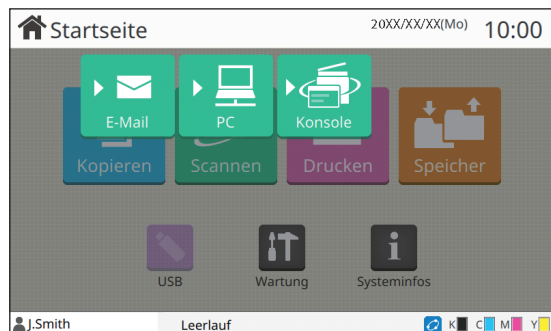 Startseite 20XX/XX/XX(Mo) 10:00
E-Mail PC Konsole
Kopieren Scannen Drucken Speicher
USB Wartung Systeminfos
J.Smith Leerlauf K C M Y